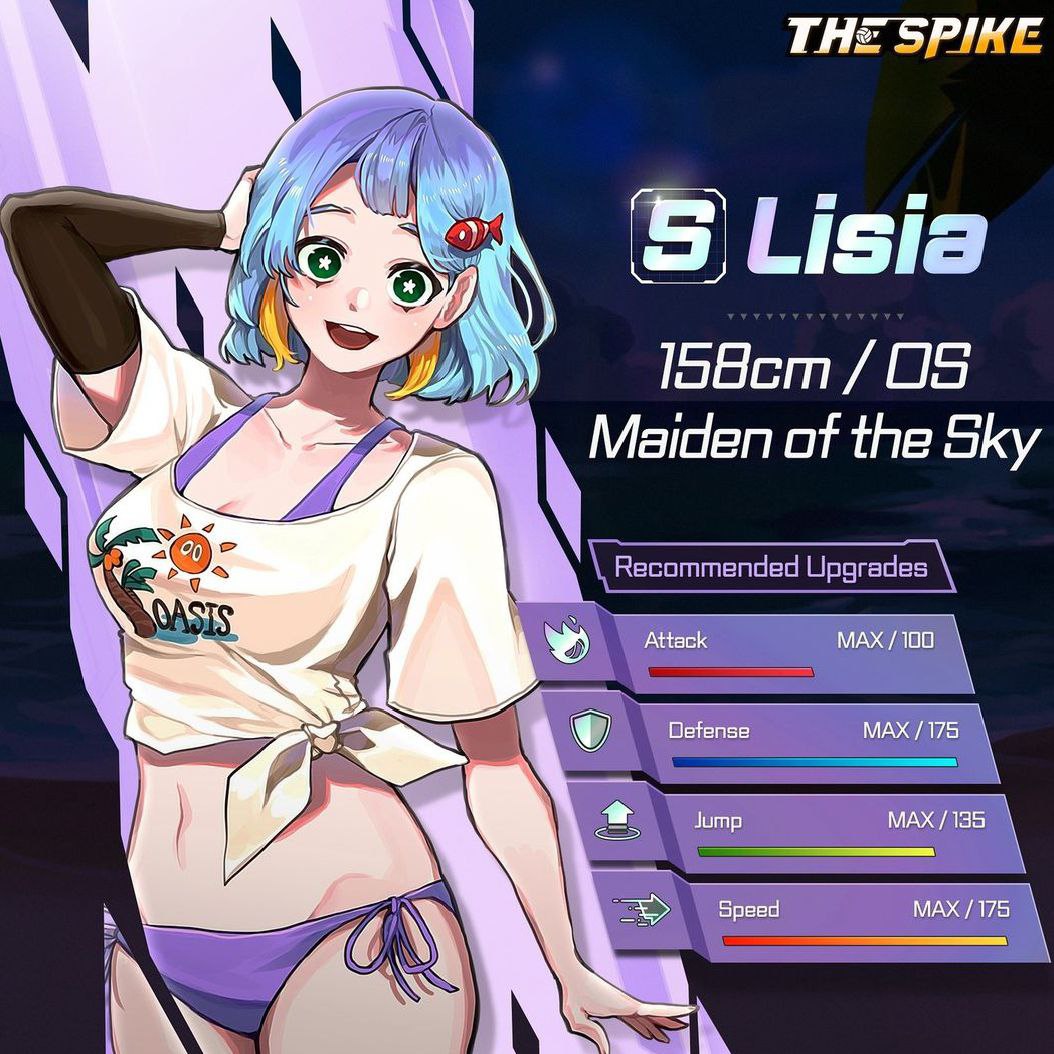 THE SPIKE
S Lisia
158cm / OS
Maiden of the Sky
OASIS
Recommended Upgrades
Attack MAX / 100
Defense MAX / 175
Jump MAX / 135
Speed MAX / 175